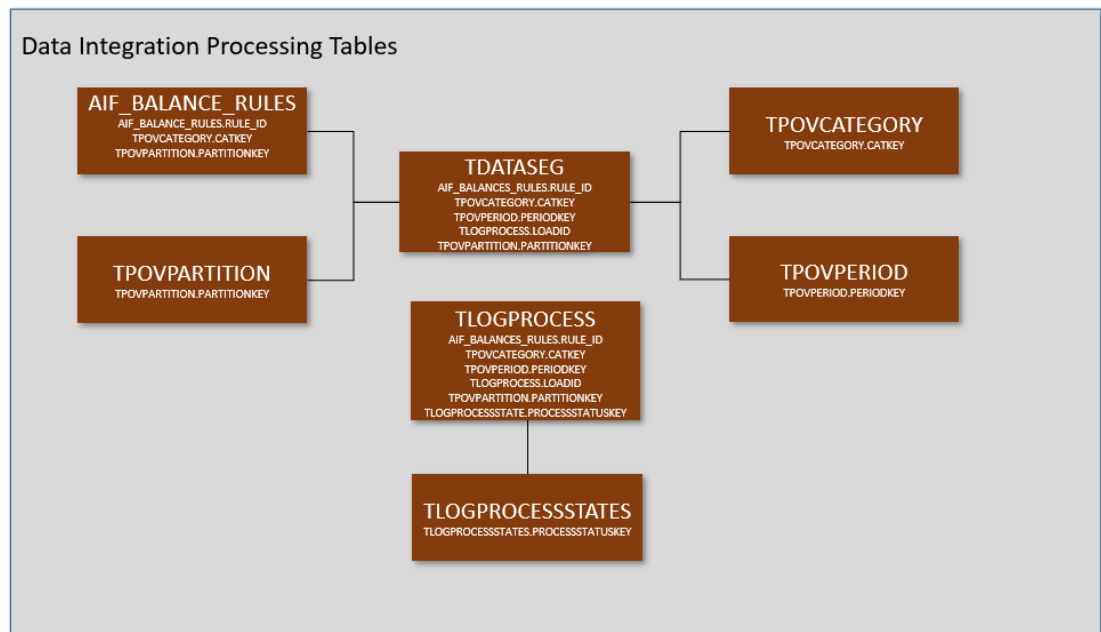 Data Integration Processing Tables
AIF_BALANCE_RULES
AIF_BALANCE_RULES.RULE_ID
TPOVCATEGORY.CATKEY
TPOVPARTITION.PARTITIONKEY
TPOVPARTITION
TPOVPARTITION.PARTITIONKEY
TDATASEG
AIF_BALANCES_RULES.RULE_ID
TPOVCATEGORY.CATKEY
TPOVPERIOD.PERIODKEY
TLOGPROCESS.LOADID
TPOVPARTITION.PARTITIONKEY
TPOVCATEGORY
TPOVCATEGORY.CATKEY
TPOVPERIOD
TPOVPERIOD.PERIODKEY
TLOGPROCESS
AIF_BALANCES_RULES.RULE_ID
TPOVCATEGORY.CATKEY
TPOVPERIOD.PERIODKEY
TLOGPROCESS.LOADID
TPOVPARTITION.PARTITIONKEY
TLOGPROCESSSTATE.PROCESSSTATUSKEY
TLOGPROCESSSTATES
TLOGPROCESSSTATES.PROCESSSTATUSKEY